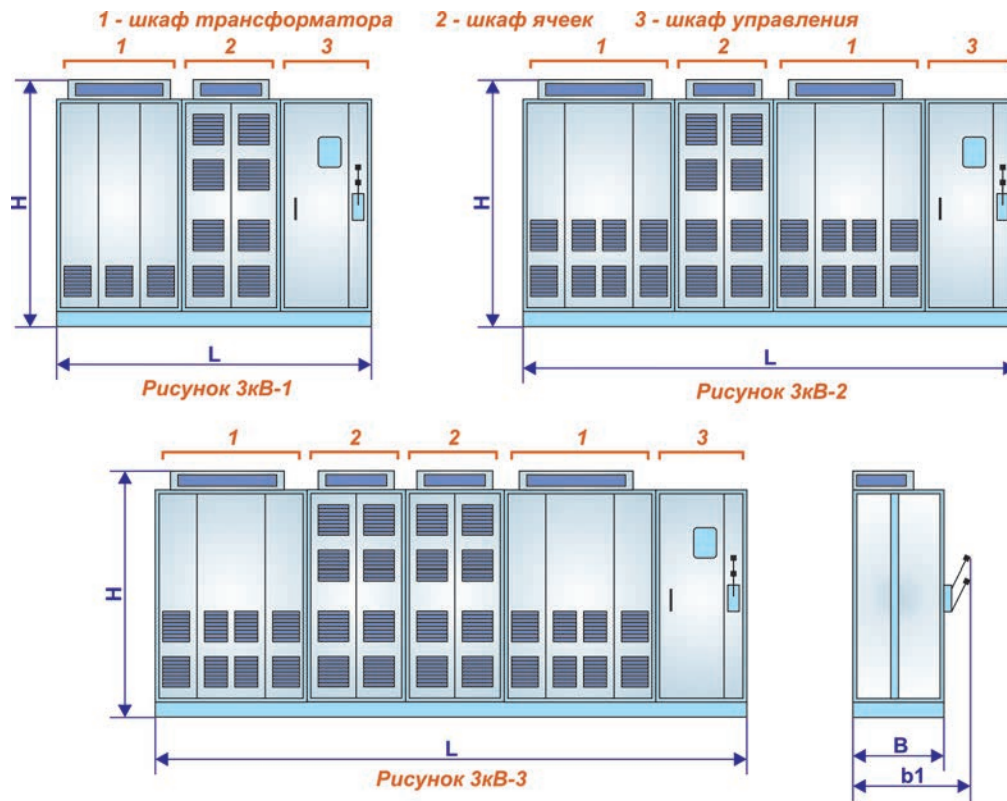 1 - шкаф трансформатора 2 - шкаф ячеек 3 - шкаф управления
1 2 3
1 2 1 3
H
H
L
L
Рисунок 3кВ-1
Рисунок 3кВ-2
1 2 2 1 3
H
L
B
b1
Рисунок 3кВ-3